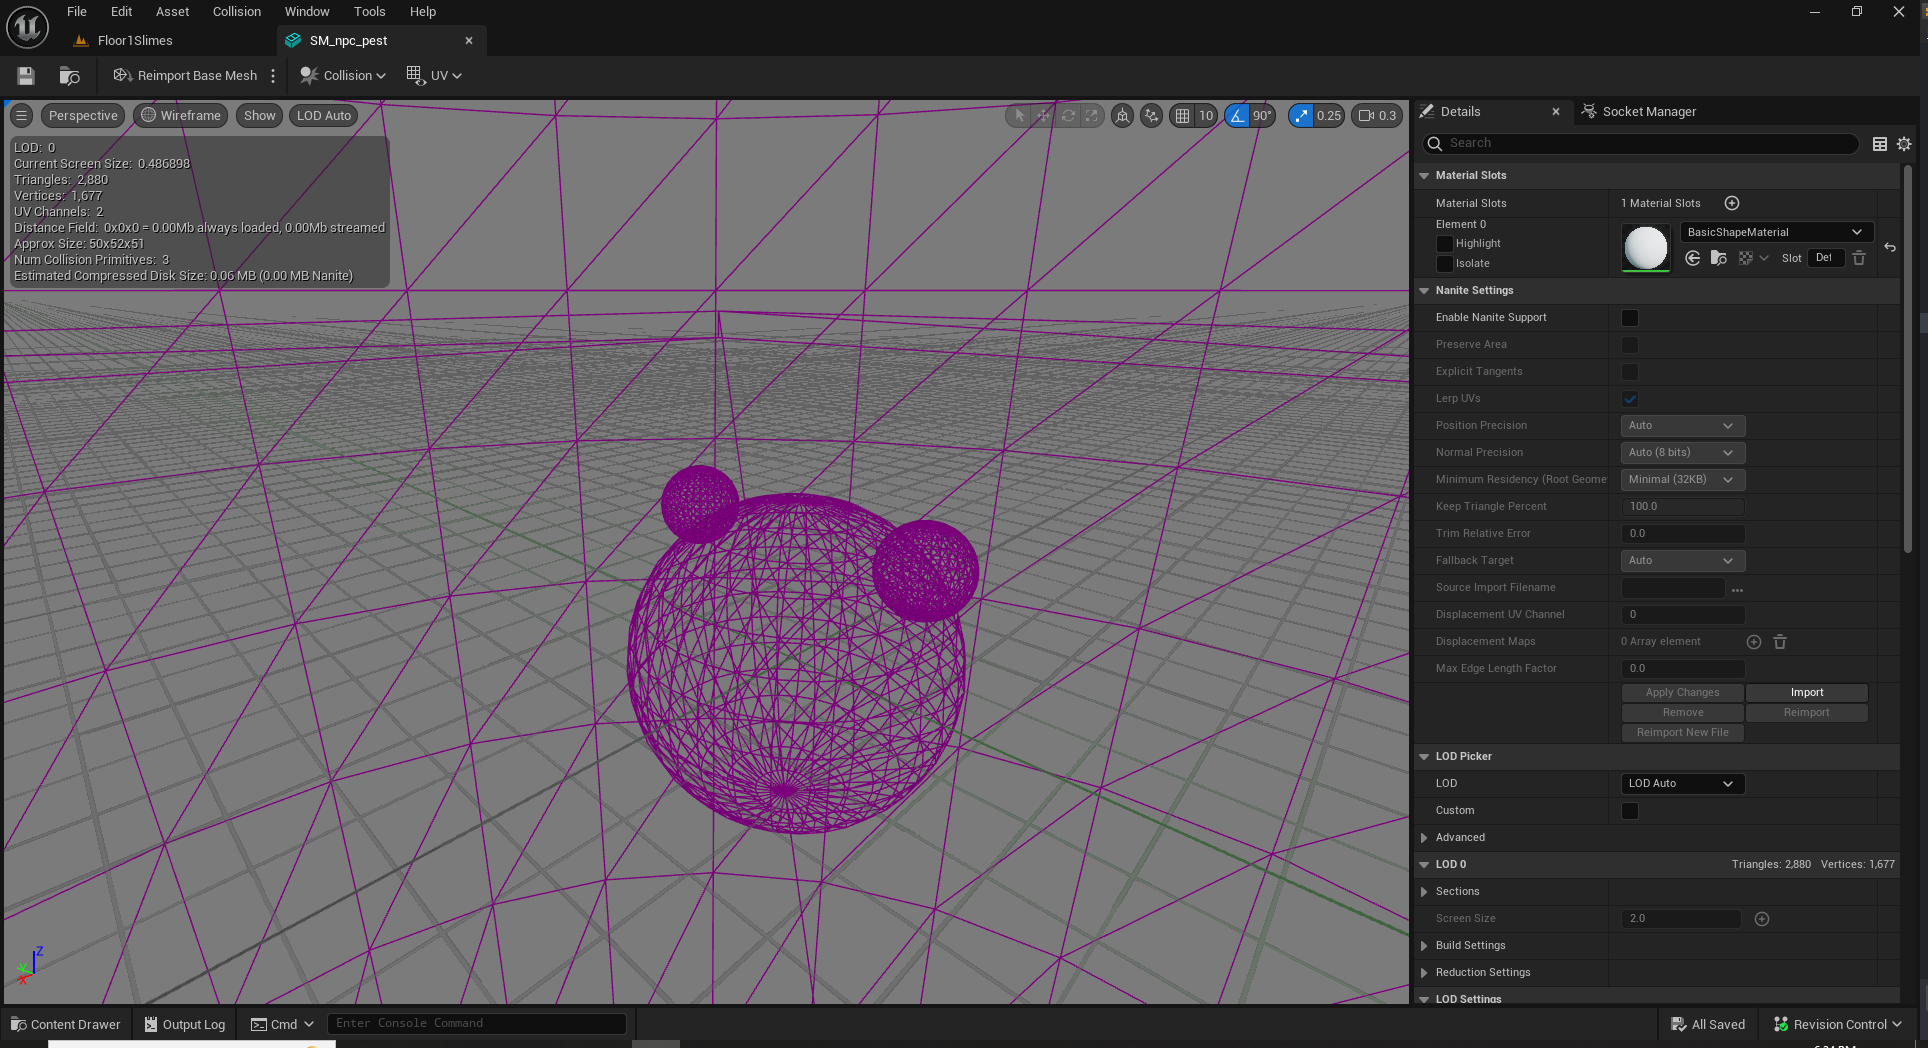 File Edit Asset Collision Window Tools Help
Floor1Slimes SM_npc_pest
Reimport Base Mesh Collision UV
Perspective Wireframe Show LOD Auto 10 90° 0.25 0.3
LOD: 0
Current Screen Size: 0.486898
Triangles: 2,880
Vertices: 1,677
UV Channels: 2
Distance Field: 0x0x0 = 0.00Mb always loaded, 0.00Mb streamed
Approx Size: 50x52x51
Num Collision Primitives: 3
Estimated Compressed Disk Size: 0.06 MB (0.00 MB Nanite)
Z
Y
X
Details Socket Manager
Search
Material Slots
Material Slots 1 Material Slots
Element 0
Highlight
Isolate
BasicShapeMaterial
Slot Def
Nanite Settings
Enable Nanite Support
Preserve Area
Explicit Tangents
Lerp UVs
Position Precision Auto
Normal Precision Auto (8 bits)
Minimum Residency (Root Geome Minimal (32KB)
Keep Triangle Percent 100.0
Trim Relative Error 0.0
Fallback Target Auto
Source Import Filename
Displacement UV Channel 0
Displacement Maps 0 Array element
Max Edge Length Factor 0.0
Apply Changes Import
Remove Reimport
Reimport New File
LOD Picker
LOD LOD Auto
Custom
Advanced
LOD 0 Triangles: 2,880 Vertices: 1,677
Sections
Screen Size 2.0
Build Settings
Reduction Settings
LOD Settings
Content Drawer Output Log Cmd Enter Console Command All Saved Revision Control